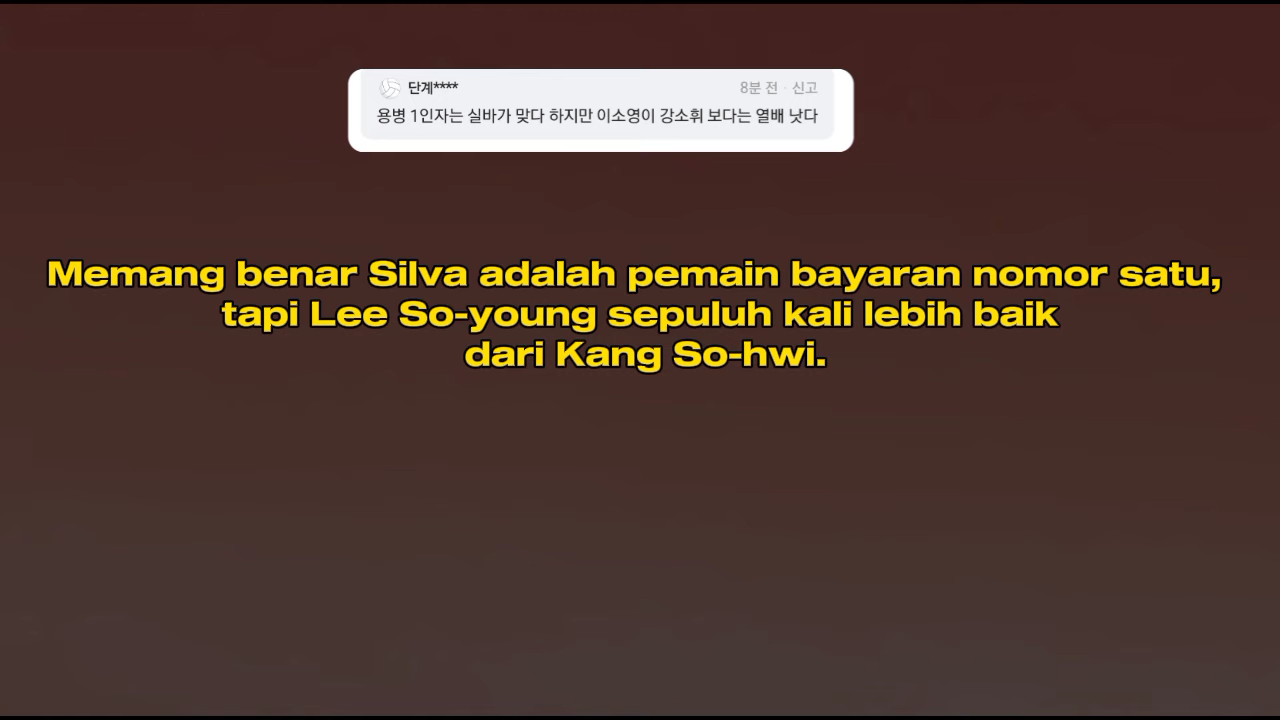 단계****
8분 전 · 신고
용병 1인자는 실바가 맞다 하지만 이소영이 강소휘 보다는 열배 낫다
Memang benar Silva adalah pemain bayaran nomor satu,
tapi Lee So-young sepuluh kali lebih baik
dari Kang So-hwi.